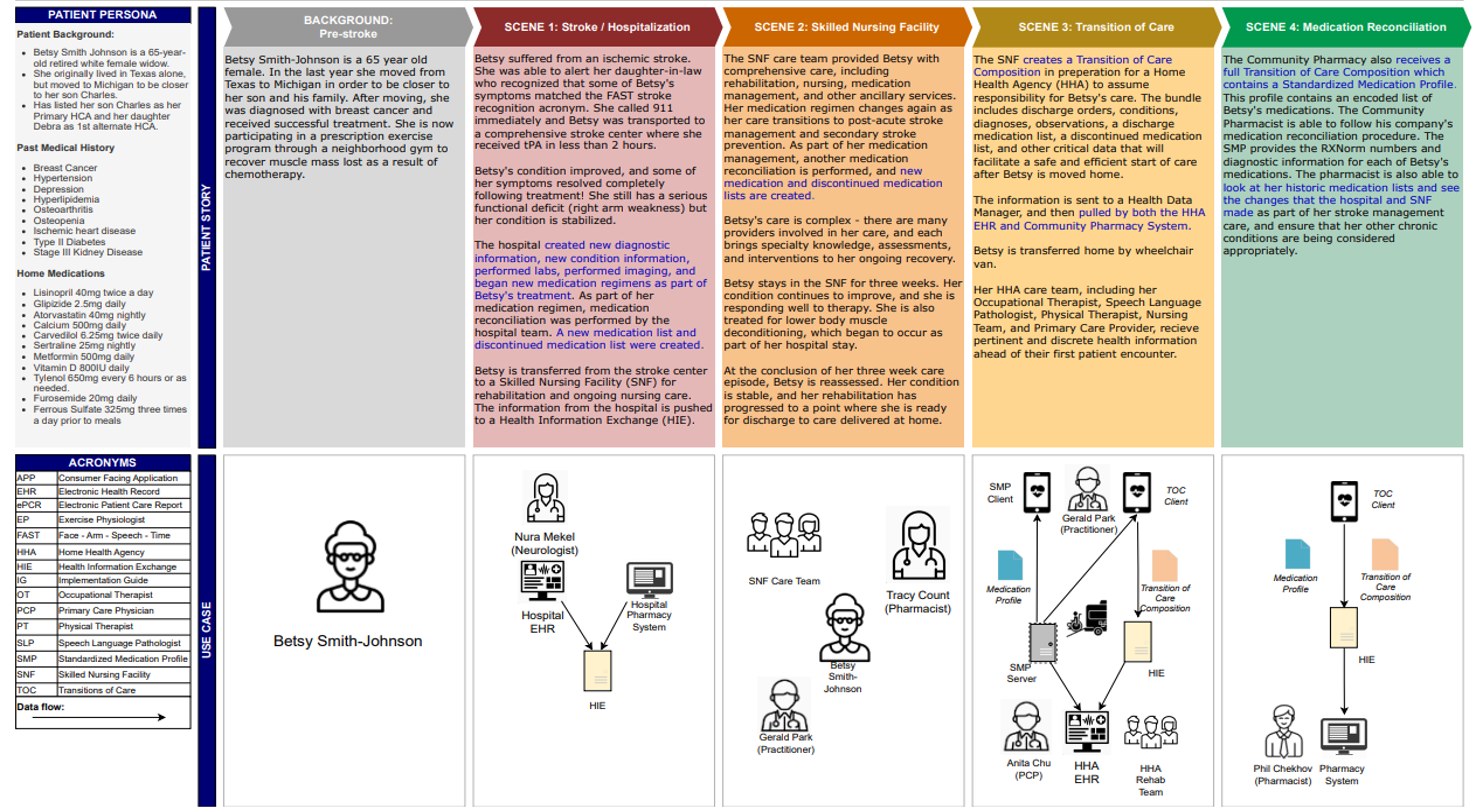 PATIENT PERSONA
Patient Background:
Betsy Smith Johnson is a 65-year-
old retired white female widow.
She originally lived in Texas alone,
but moved to Michigan to be closer
to her son Charles.
Has listed her son Charles as her
Primary HCA and her daughter
Debra as 1st alternate HCA.
Past Medical History
Breast Cancer
Hypertension
Depression
Hyperlipidemia
Osteoarthritis
Osteopenia
Ischemic heart disease
Type II Diabetes
Stage III Kidney Disease
Home Medications
Lisinopril 40mg twice a day
Glipizide 2.5mg daily
Atorvastatin 40mg nightly
Calcium 500mg daily
Carvedilol 6.25mg twice daily
Sertraline 25mg nightly
Metformin 500mg daily
Vitamin D 800IU daily
Tylenol 650mg every 6 hours or as
needed.
Furosemide 20mg daily
Ferrous Sulfate 325mg three times
a day prior to meals
PATIENT STORY
BACKGROUND:
Pre-stroke
Betsy Smith-Johnson is a 65 year old
female. In the last year she moved from
Texas to Michigan in order to be closer to
her son and his family. After moving, she
was diagnosed with breast cancer and
received successful treatment. She is now
participating in a prescription exercise
program through a neighborhood gym to
recover muscle mass lost as a result of
chemotherapy.
SCENE 1: Stroke / Hospitalization
Betsy suffered from an ischemic stroke.
She was able to alert her daughter-in-law
who recognized that some of Betsy's
symptoms matched the FAST stroke
recognition acronym. She called 911
immediately and Betsy was transported to
a comprehensive stroke center where she
received tPA in less than 2 hours.
Betsy's condition improved, and some of
her symptoms resolved completely
following treatment! She still has a serious
functional deficit (right arm weakness) but
her condition is stabilized.
The hospital created new diagnostic
information, new condition information,
performed labs, performed imaging, and
began new medication regimens as part of
Betsy's treatment. As part of her
medication regimen, medication
reconciliation was performed by the
hospital team. A new medication list and
discontinued medication list were created.
Betsy is transferred from the stroke center
to a Skilled Nursing Facility (SNF) for
rehabilitation and ongoing nursing care.
The information from the hospital is pushed
to a Health Information Exchange (HIE).
SCENE 2: Skilled Nursing Facility
The SNF care team provided Betsy with
comprehensive care, including
rehabilitation, nursing, medication
management, and other ancillary services.
Her medication regimen changes again as
her care transitions to post-acute stroke
management and secondary stroke
prevention. As part of her medication
management, another medication
reconciliation is performed, and new
medication and discontinued medication
lists are created.
Betsy's care is complex - there are many
providers involved in her care, and each
brings specialty knowledge, assessments,
and interventions to her ongoing recovery.
Betsy stays in the SNF for three weeks. Her
condition continues to improve, and she is
responding well to therapy. She is also
treated for lower body muscle
deconditioning, which began to occur as
part of her hospital stay.
At the conclusion of her three week care
episode, Betsy is reassessed. Her condition
is stable, and her rehabilitation has
progressed to a point where she is ready
for discharge to care delivered at home.
SCENE 3: Transition of Care
The SNF creates a Transition of Care
Composition in preperation for a Home
Health Agency (HHA) to assume
responsibility for Betsy's care. The bundle
includes discharge orders, conditions,
diagnoses, observations, a discharge
medication list, a discontinued medication
list, and other critical data that will
facilitate a safe and efficient start of care
after Betsy is moved home.
The information is sent to a Health Data
Manager, and then pulled by both the HHA
EHR and Community Pharmacy System.
Betsy is transferred home by wheelchair
van.
Her HHA care team, including her
Occupational Therapist, Speech Language
Pathologist, Physical Therapist, Nursing
Team, and Primary Care Provider, recieve
pertinent and discrete health information
ahead of their first patient encounter.
SCENE 4: Medication Reconciliation
The Community Pharmacy also receives a
full Transition of Care Composition which
contains a Standardized Medication Profile.
This profile contains an encoded list of
Betsy's medications. The Community
Pharmacist is able to follow his company's
medication reconciliation procedure. The
SMP provides the RXNorm numbers and
diagnostic information for each of Betsy's
medications. The pharmacist is also able to
look at her historic medication lists and see
the changes that the hospital and SNF
made as part of her stroke management
care, and ensure that her other chronic
conditions are being considered
appropriately.
ACRONYMS
APP Consumer Facing Application
EHR Electronic Health Record
ePCR Electronic Patient Care Report
EP Exercise Physiologist
FAST Face - Arm - Speech - Time
HHA Home Health Agency
HIE Health Information Exchange
IG Implementation Guide
OT Occupational Therapist
PCP Primary Care Physician
PT Physical Therapist
SLP Speech Language Pathologist
SMP Standardized Medication Profile
SNF Skilled Nursing Facility
TOC Transitions of Care
Data flow:
USE CASE
Betsy Smith-Johnson
Nura Mekel
(Neurologist)
Hospital
EHR
Hospital
Pharmacy
System
HIE
SNF Care Team
Tracy Count
(Pharmacist)
Betsy
Smith-
Johnson
Gerald Park
(Practitioner)
SMP
Client
Gerald Park
(Practitioner)
TOC
Client
Medication
Profile
Transition of
Care
Composition
SMP
Server
HIE
Anita Chu
(PCP)
HHA
EHR
HHA
Rehab
Team
TOC
Client
Medication
Profile
Transition of
Care
Composition
HIE
Phil Chekhov
(Pharmacist)
Pharmacy
System